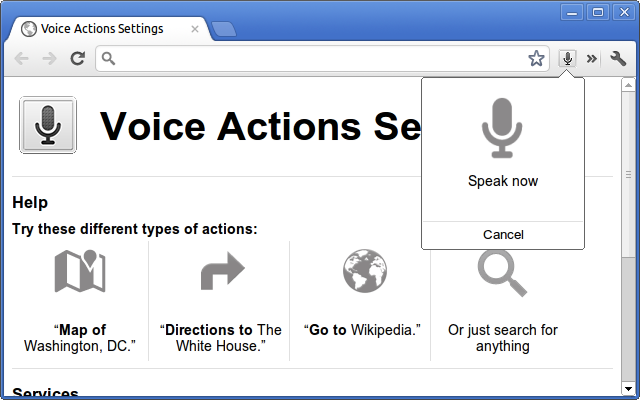 Voice Actions Settings
Voice Actions Se
Speak now
Cancel
Help
Try these different types of actions:
“Map of
Washington, DC.”
“Directions to The
White House.”
“Go to Wikipedia.”
Or just search for
anything
Services